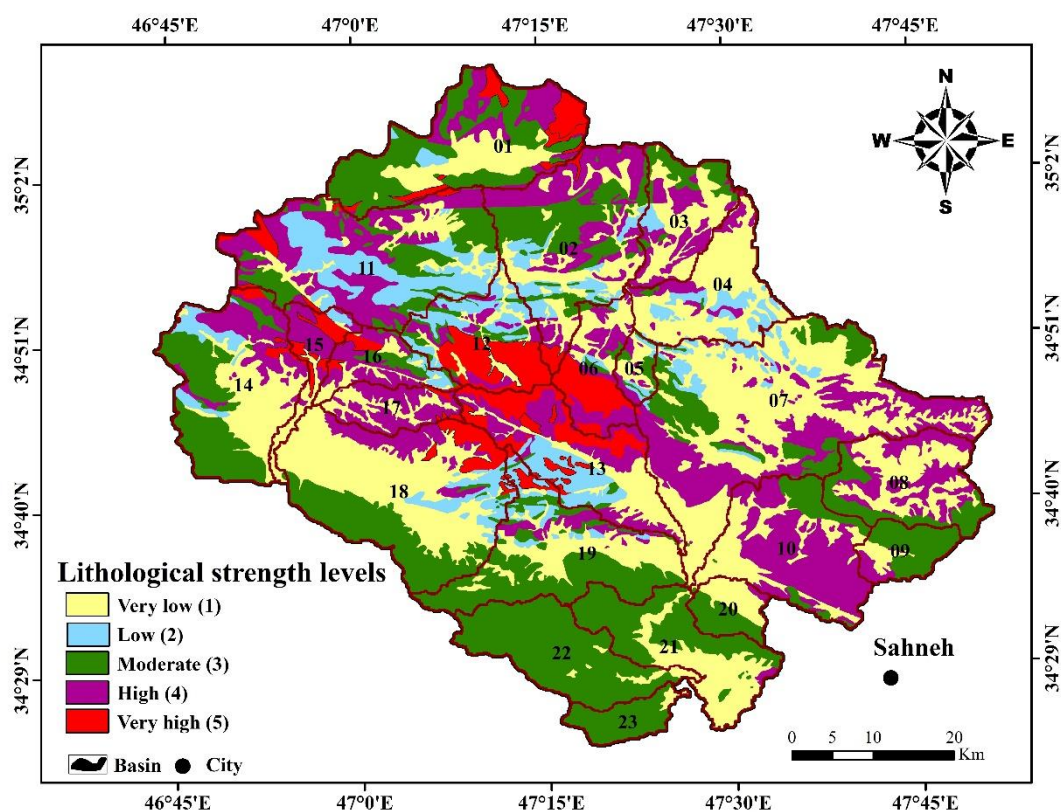 46°45'E 47°0'E 47°15'E 47°30'E 47°45'E
N
W E
S
35°2'N 35°2'N
34°51'N 34°51'N
34°40'N 34°40'N
34°29'N 34°29'N
01
02
03
04
05
06
07
08
09
10
11
12
13
14
15
16
17
18
19
20
21
22
23
Lithological strength levels
Very low (1)
Low (2)
Moderate (3)
High (4)
Very high (5)
Basin City
Sahneh
0 5 10 20
Km
46°45'E 47°0'E 47°15'E 47°30'E 47°45'E